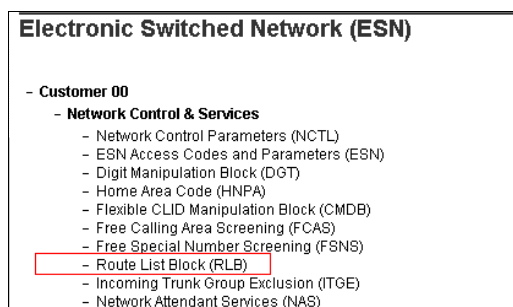 Electronic Switched Network (ESN)
- Customer 00
- Network Control & Services
- Network Control Parameters (NCTL)
- ESN Access Codes and Parameters (ESN)
- Digit Manipulation Block (DGT)
- Home Area Code (HNPA)
- Flexible CLID Manipulation Block (CMDB)
- Free Calling Area Screening (FCAS)
- Free Special Number Screening (FSNS)
- Route List Block (RLB)
- Incoming Trunk Group Exclusion (ITGE)
- Network Attendant Services (NAS)